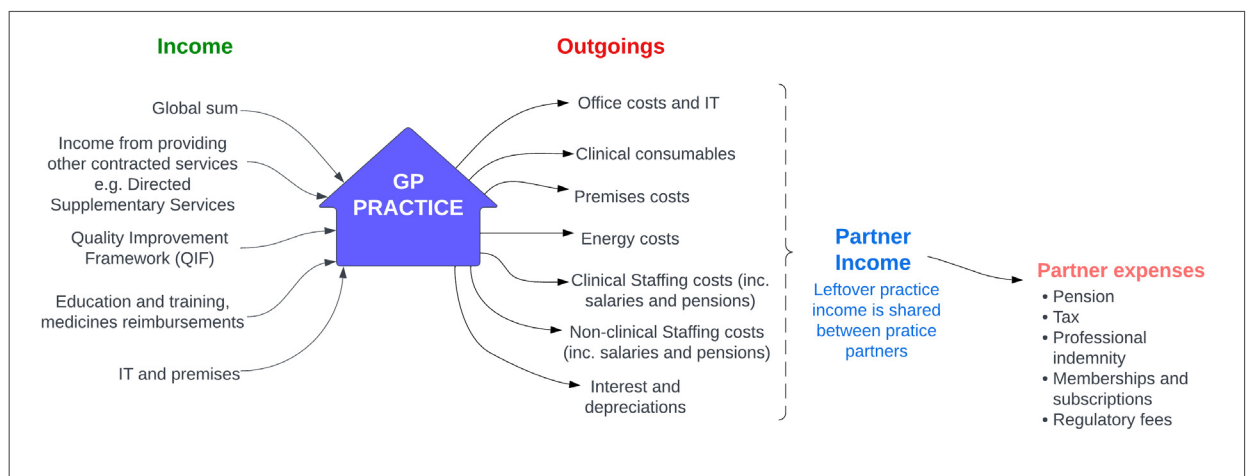 Income
Global sum
Income from providing
other contracted services
e.g. Directed
Supplementary Services
Quality Improvement
Framework (QIF)
Education and training,
medicines reimbursements
IT and premises
GP
PRACTICE
Outgoings
Office costs and IT
Clinical consumables
Premises costs
Energy costs
Clinical Staffing costs (inc.
salaries and pensions)
Non-clinical Staffing costs
(inc. salaries and pensions)
Interest and
depreciations
Partner
Income
Leftover practice
income is shared
between pratice
partners
Partner expenses
• Pension
• Tax
• Professional
indemnity
• Memberships and
subscriptions
• Regulatory fees